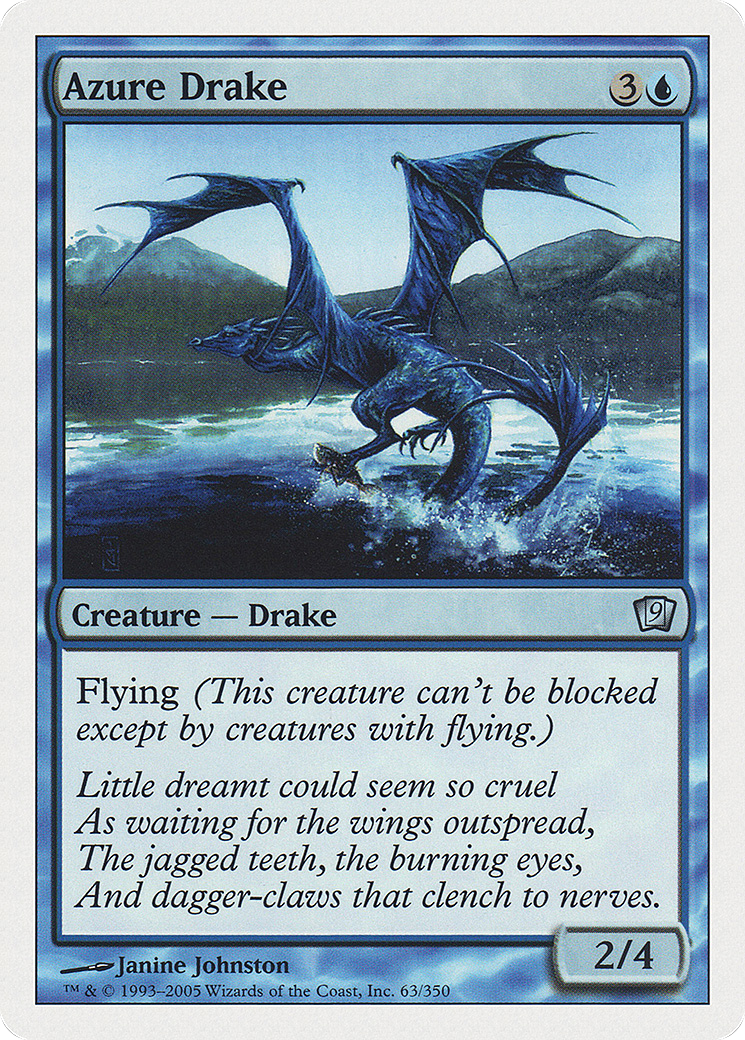 Azure Drake 3
Creature — Drake 9
Flying (This creature can't be blocked
except by creatures with flying.)
Little dreamt could seem so cruel
As waiting for the wings outspread,
The jagged teeth, the burning eyes,
And dagger-claws that clench to nerves.
2/4
Janine Johnston
™ & © 1993–2005 Wizards of the Coast, Inc. 63/350